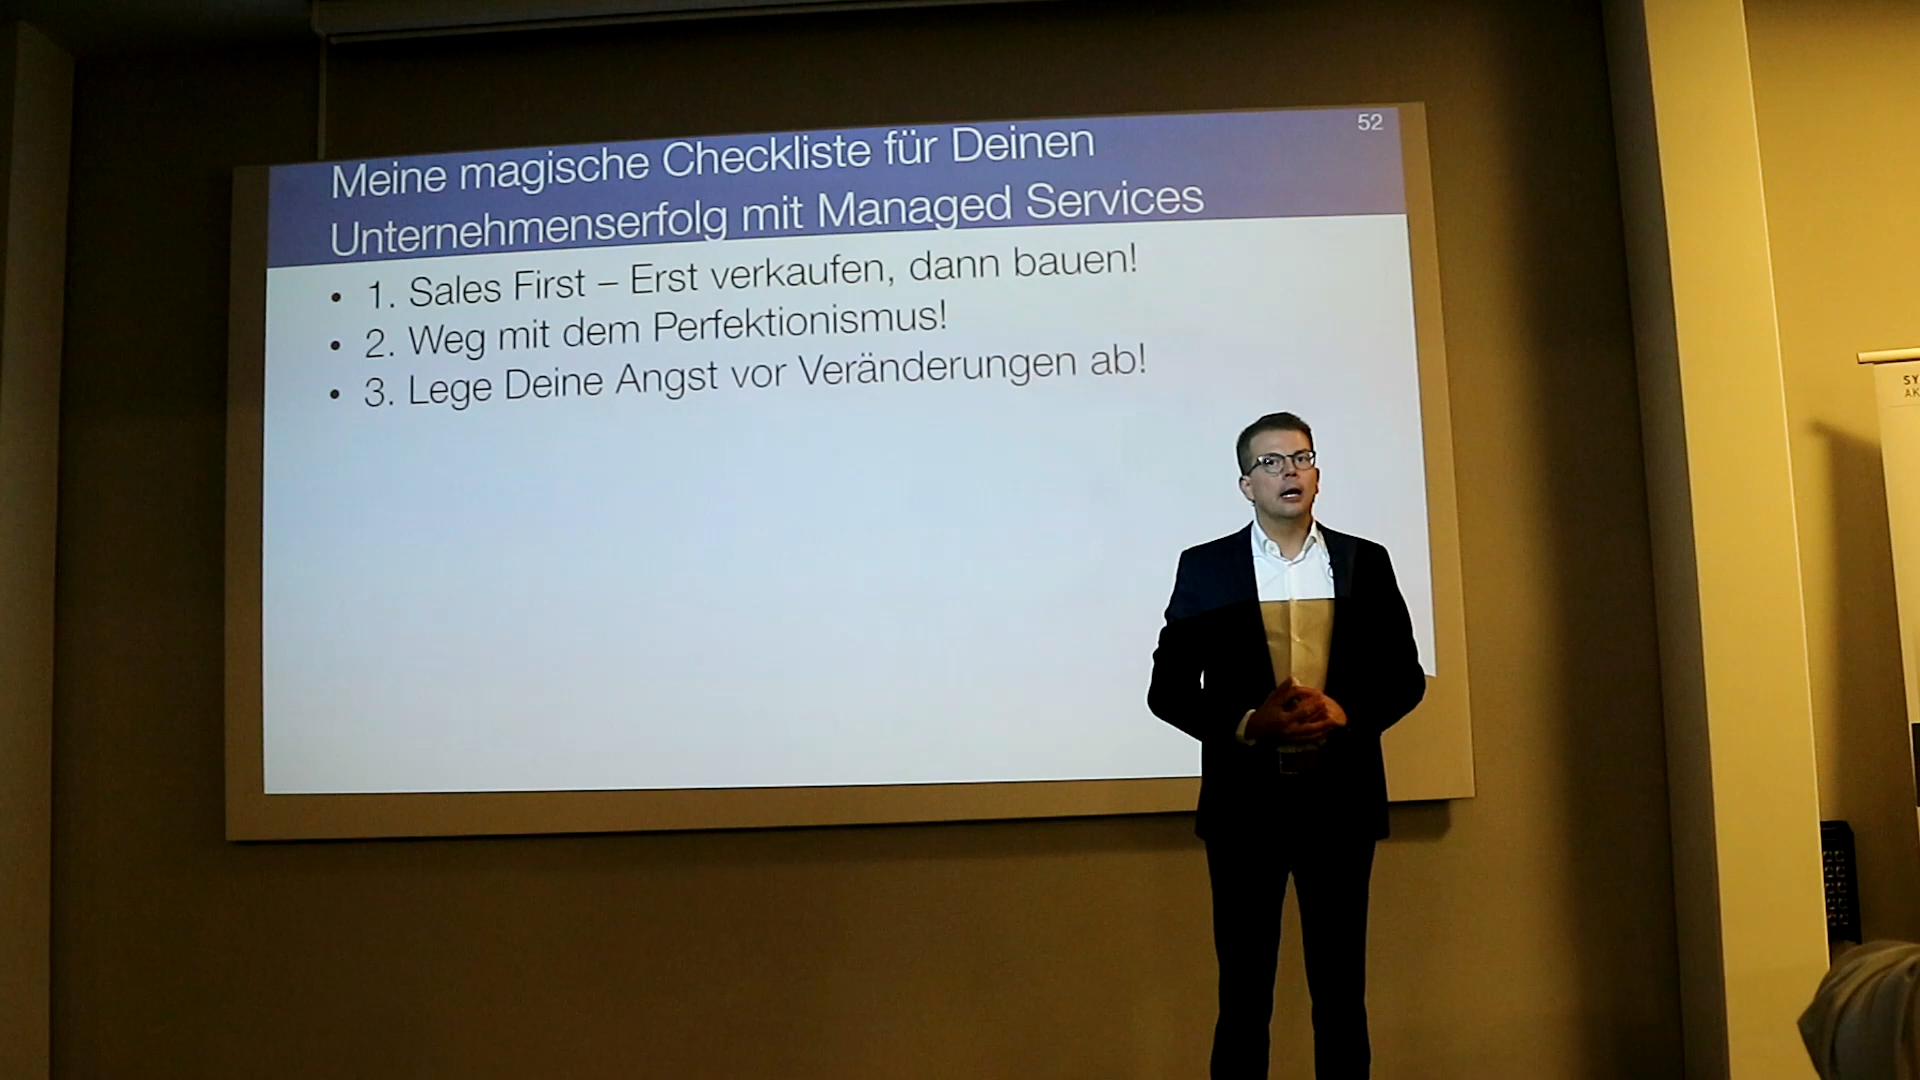 52
Meine magische Checkliste für Deinen
Unternehmenserfolg mit Managed Services
• 1. Sales First – Erst verkaufen, dann bauen!
• 2. Weg mit dem Perfektionismus!
• 3. Lege Deine Angst vor Veränderungen ab!